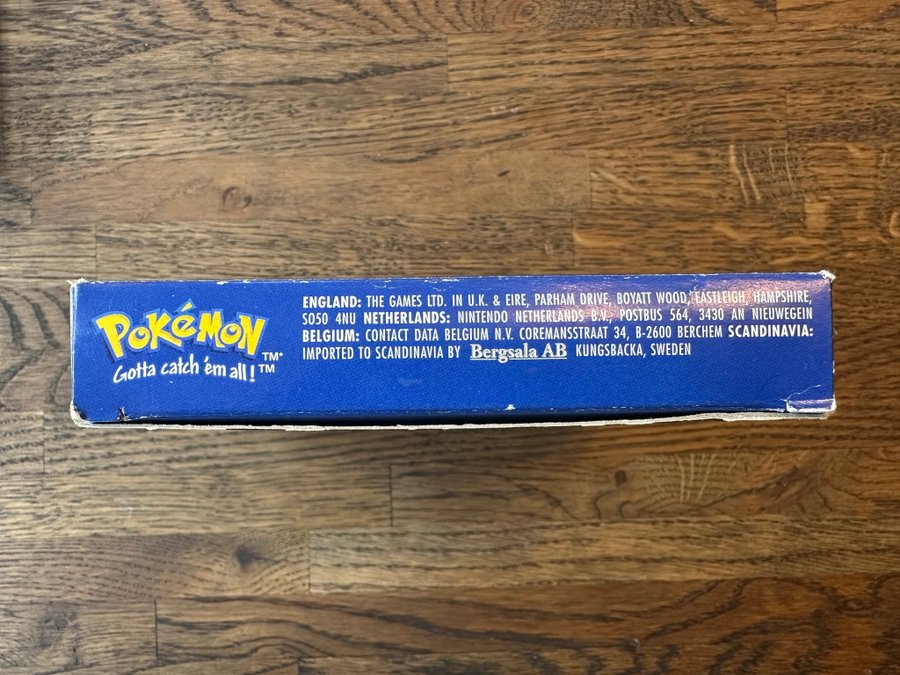 POKéMON™*
Gotta catch 'em all!™
ENGLAND: THE GAMES LTD. IN U.K. & EIRE, PARHAM DRIVE, BOYATT WOOD, EASTLEIGH, HAMPSHIRE,
SO50 4NU NETHERLANDS: NINTENDO NETHERLANDS B.V., POSTBUS 564, 3430 AN NIEUWEGEIN
BELGIUM: CONTACT DATA BELGIUM N.V. COREMANSSTRAAT 34, B-2600 BERCHEM SCANDINAVIA:
IMPORTED TO SCANDINAVIA BY Bergsala AB KUNGSBACKA, SWEDEN